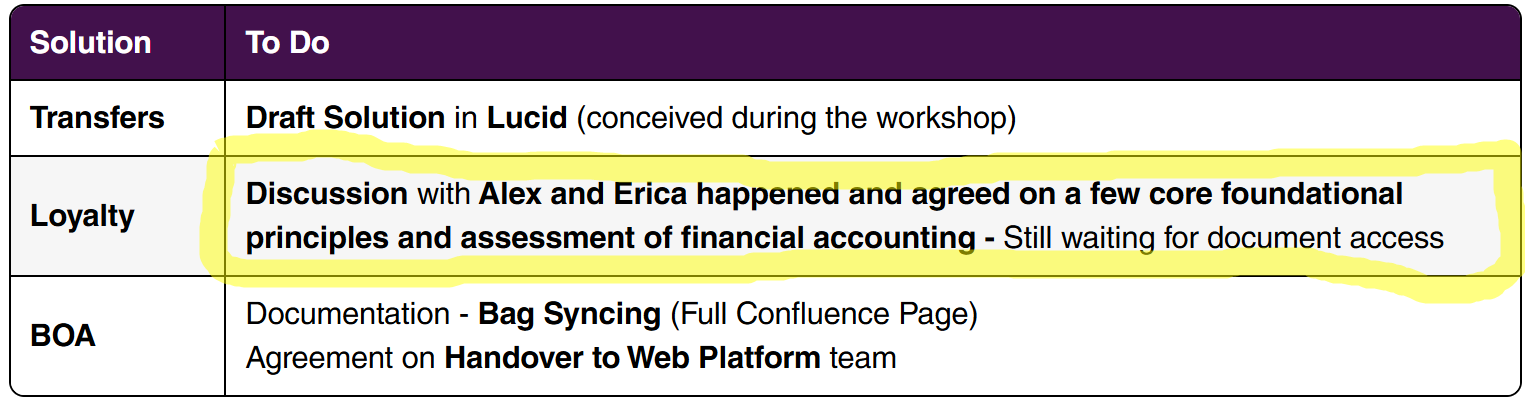 Solution To Do
Transfers Draft Solution in Lucid (conceived during the workshop)
Loyalty Discussion with Alex and Erica happened and agreed on a few core foundational
principles and assessment of financial accounting - Still waiting for document access
BOA Documentation - Bag Syncing (Full Confluence Page)
Agreement on Handover to Web Platform team